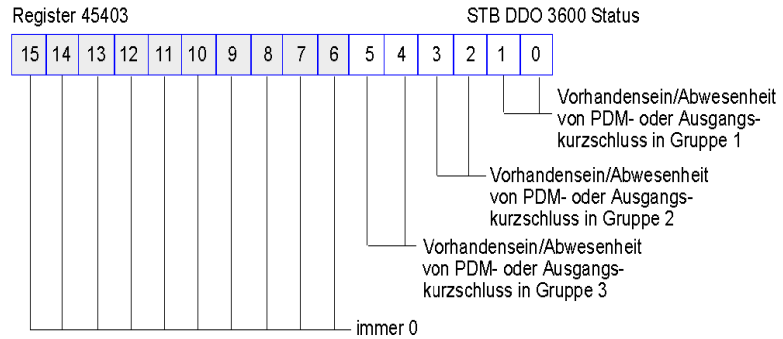 Register 45403 STB DDO 3600 Status
15 14 13 12 11 10 9 8 7 6 5 4 3 2 1 0
Vorhandensein/Abwesenheit
von PDM- oder Ausgangs-
kurzschluss in Gruppe 1
Vorhandensein/Abwesenheit
von PDM- oder Ausgangs-
kurzschluss in Gruppe 2
Vorhandensein/Abwesenheit
von PDM- oder Ausgangs-
kurzschluss in Gruppe 3
immer 0